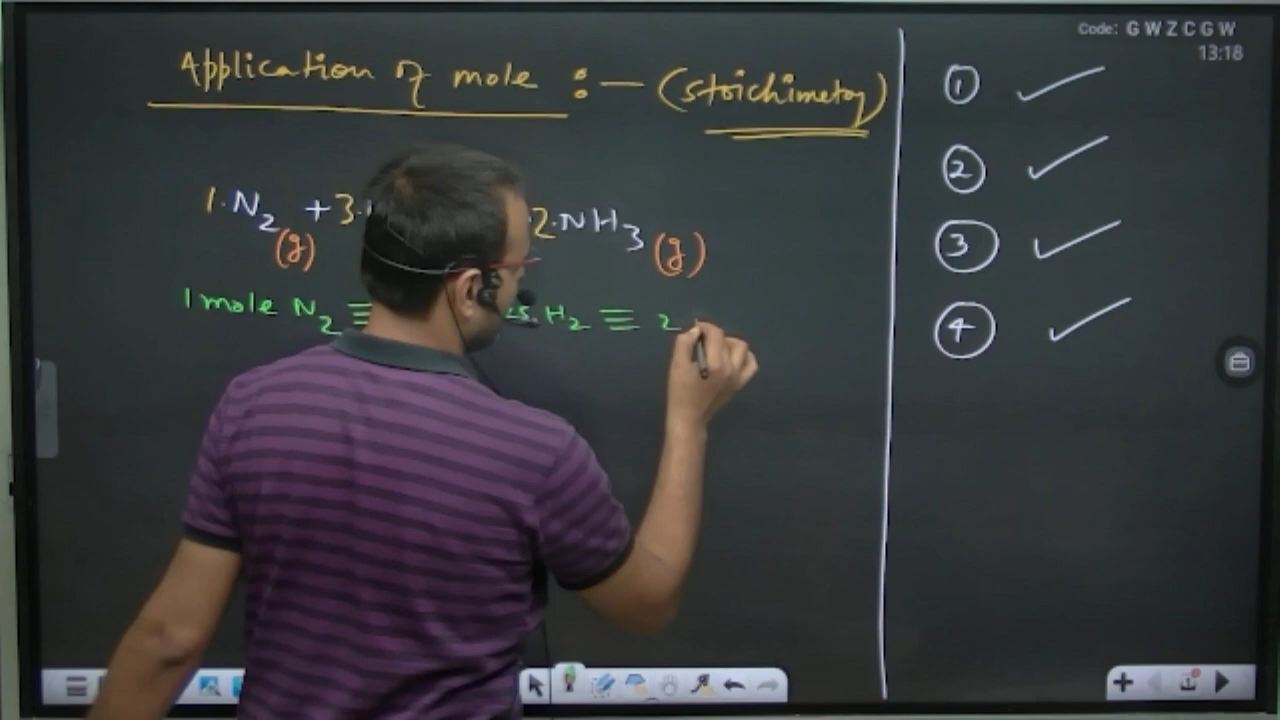 Code: GWZCGW
13:18
Application of mole :— (stoichimetry)
1·N₂ + 3· ·2·NH₃
(g) (g)
1 mole N₂ ≡ es. H₂ ≡ 2
① ✓
② ✓
③ ✓
④ ✓